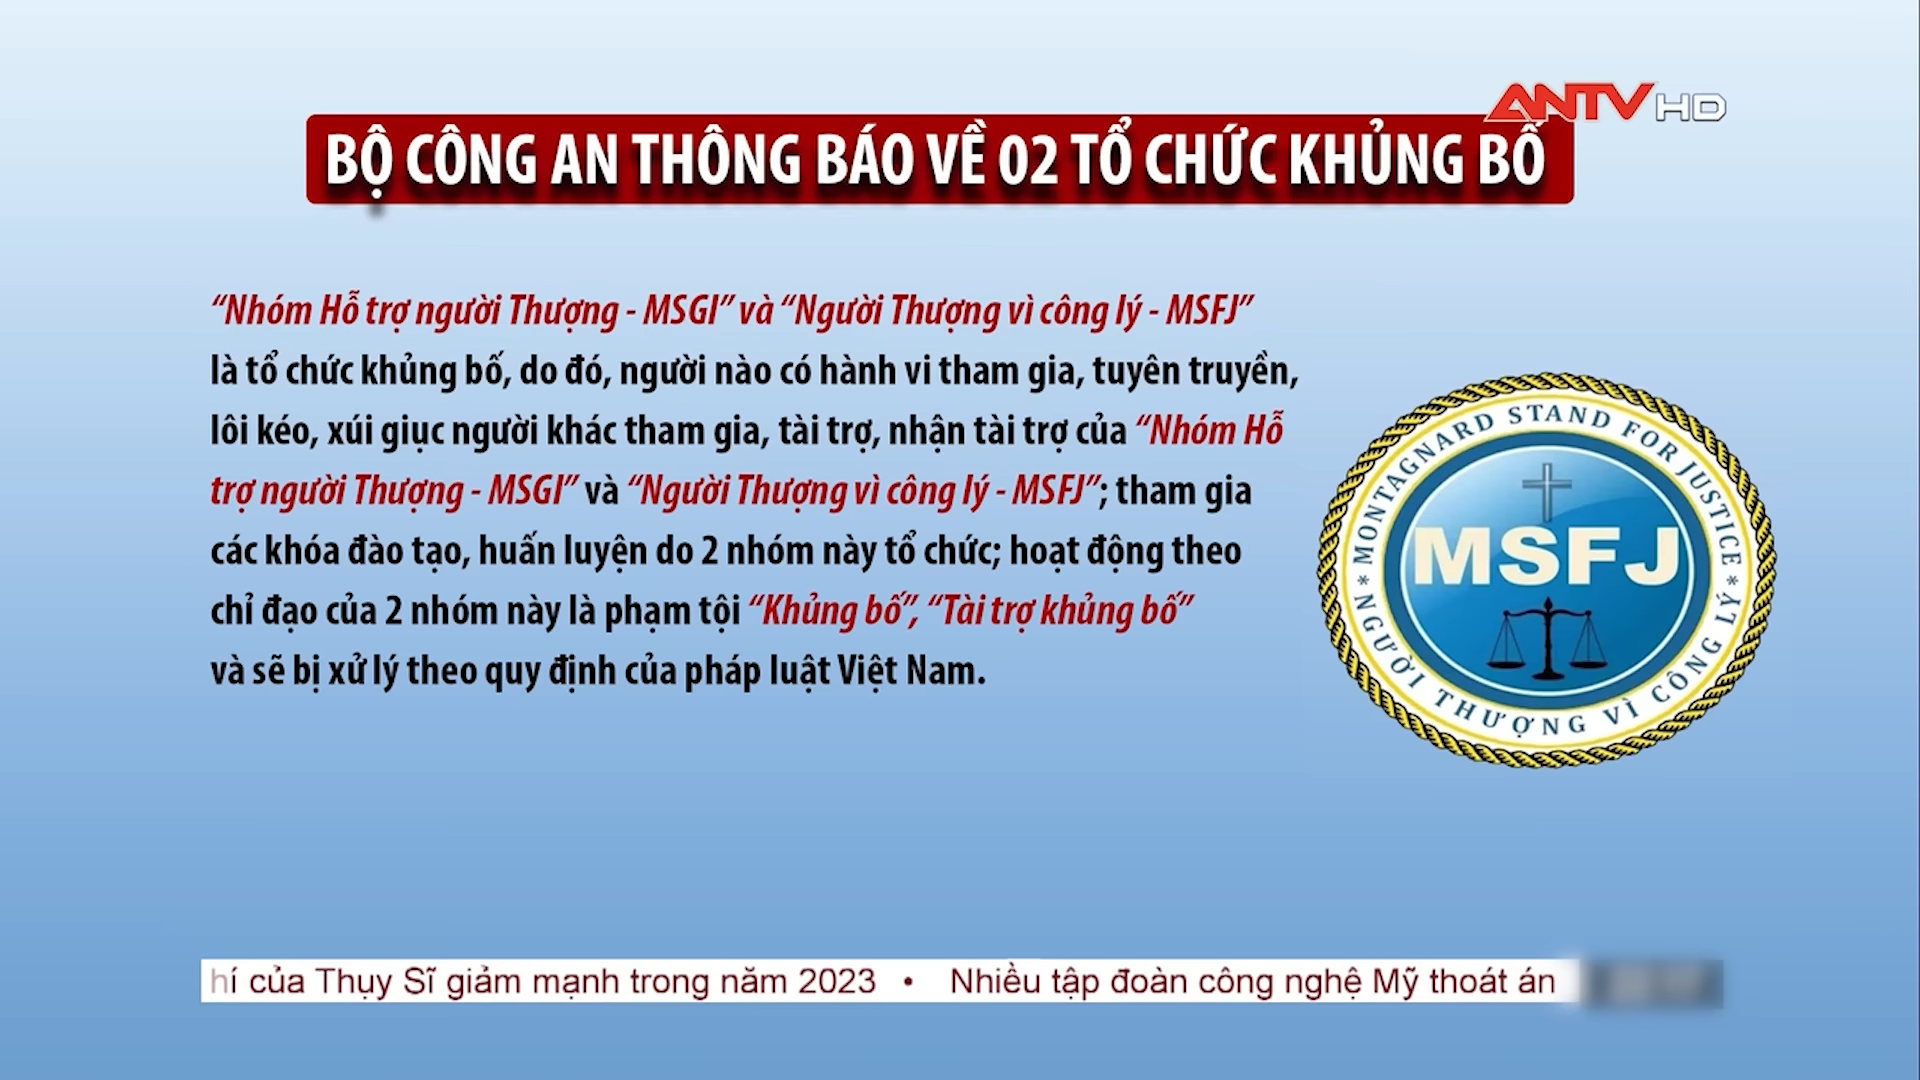 ANTV HD
BỘ CÔNG AN THÔNG BÁO VỀ 02 TỔ CHỨC KHỦNG BỐ
“Nhóm Hỗ trợ người Thượng - MSGI” và “Người Thượng vì công lý - MSFJ”
là tổ chức khủng bố, do đó, người nào có hành vi tham gia, tuyên truyền,
lôi kéo, xúi giục người khác tham gia, tài trợ, nhận tài trợ của “Nhóm Hỗ
trợ người Thượng - MSGI” và “Người Thượng vì công lý - MSFJ”; tham gia
các khóa đào tạo, huấn luyện do 2 nhóm này tổ chức; hoạt động theo
chỉ đạo của 2 nhóm này là phạm tội “Khủng bố”, “Tài trợ khủng bố”
và sẽ bị xử lý theo quy định của pháp luật Việt Nam.
MONTAGNARD STAND FOR JUSTICE
MSFJ
* NGƯỜI THƯỢNG VÌ CÔNG LÝ *
hí của Thụy Sĩ giảm mạnh trong năm 2023 • Nhiều tập đoàn công nghệ Mỹ thoát án